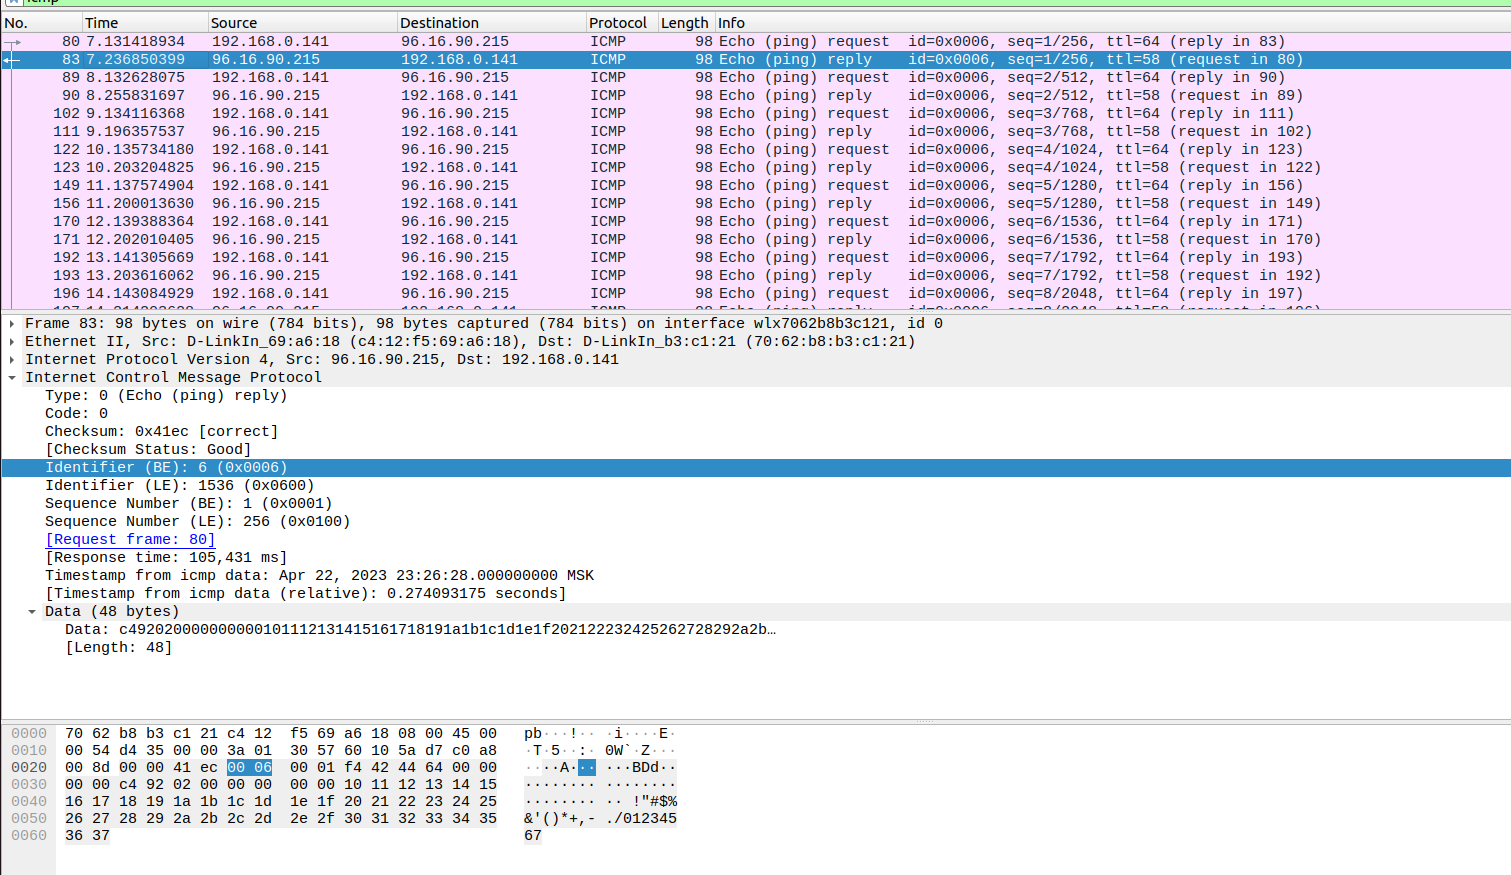 No. Time Source Destination Protocol Length Info
80 7.131418934 192.168.0.141 96.16.90.215 ICMP 98 Echo (ping) request id=0x0006, seq=1/256, ttl=64 (reply in 83)
83 7.236850399 96.16.90.215 192.168.0.141 ICMP 98 Echo (ping) reply id=0x0006, seq=1/256, ttl=58 (request in 80)
89 8.132628075 192.168.0.141 96.16.90.215 ICMP 98 Echo (ping) request id=0x0006, seq=2/512, ttl=64 (reply in 90)
90 8.255831697 96.16.90.215 192.168.0.141 ICMP 98 Echo (ping) reply id=0x0006, seq=2/512, ttl=58 (request in 89)
102 9.134116368 192.168.0.141 96.16.90.215 ICMP 98 Echo (ping) request id=0x0006, seq=3/768, ttl=64 (reply in 111)
111 9.196357537 96.16.90.215 192.168.0.141 ICMP 98 Echo (ping) reply id=0x0006, seq=3/768, ttl=58 (request in 102)
122 10.135734180 192.168.0.141 96.16.90.215 ICMP 98 Echo (ping) request id=0x0006, seq=4/1024, ttl=64 (reply in 123)
123 10.203204825 96.16.90.215 192.168.0.141 ICMP 98 Echo (ping) reply id=0x0006, seq=4/1024, ttl=58 (request in 122)
149 11.137574904 192.168.0.141 96.16.90.215 ICMP 98 Echo (ping) request id=0x0006, seq=5/1280, ttl=64 (reply in 156)
156 11.200013630 96.16.90.215 192.168.0.141 ICMP 98 Echo (ping) reply id=0x0006, seq=5/1280, ttl=58 (request in 149)
170 12.139388364 192.168.0.141 96.16.90.215 ICMP 98 Echo (ping) request id=0x0006, seq=6/1536, ttl=64 (reply in 171)
171 12.202010405 96.16.90.215 192.168.0.141 ICMP 98 Echo (ping) reply id=0x0006, seq=6/1536, ttl=58 (request in 170)
192 13.141305669 192.168.0.141 96.16.90.215 ICMP 98 Echo (ping) request id=0x0006, seq=7/1792, ttl=64 (reply in 193)
193 13.203616062 96.16.90.215 192.168.0.141 ICMP 98 Echo (ping) reply id=0x0006, seq=7/1792, ttl=58 (request in 192)
196 14.143084929 192.168.0.141 96.16.90.215 ICMP 98 Echo (ping) request id=0x0006, seq=8/2048, ttl=64 (reply in 197)
Frame 83: 98 bytes on wire (784 bits), 98 bytes captured (784 bits) on interface wlx7062b8b3c121, id 0
Ethernet II, Src: D-LinkIn_69:a6:18 (c4:12:f5:69:a6:18), Dst: D-LinkIn_b3:c1:21 (70:62:b8:b3:c1:21)
Internet Protocol Version 4, Src: 96.16.90.215, Dst: 192.168.0.141
Internet Control Message Protocol
Type: 0 (Echo (ping) reply)
Code: 0
Checksum: 0x41ec [correct]
[Checksum Status: Good]
Identifier (BE): 6 (0x0006)
Identifier (LE): 1536 (0x0600)
Sequence Number (BE): 1 (0x0001)
Sequence Number (LE): 256 (0x0100)
[Request frame: 80]
[Response time: 105,431 ms]
Timestamp from icmp data: Apr 22, 2023 23:26:28.000000000 MSK
[Timestamp from icmp data (relative): 0.274093175 seconds]
Data (48 bytes)
Data: c492020000000000101112131415161718191a1b1c1d1e1f202122232425262728292a2b…
[Length: 48]
0000 70 62 b8 b3 c1 21 c4 12 f5 69 a6 18 08 00 45 00 pb···!·· ·i····E·
0010 00 54 d4 35 00 00 3a 01 30 57 60 10 5a d7 c0 a8 ·T·5··:· 0W`·Z···
0020 00 8d 00 00 41 ec 00 06 00 01 f4 42 44 64 00 00 ····A··· ···BDd··
0030 00 00 c4 92 02 00 00 00 00 00 10 11 12 13 14 15 ········ ········
0040 16 17 18 19 1a 1b 1c 1d 1e 1f 20 21 22 23 24 25 ········ ·· !"#$%
0050 26 27 28 29 2a 2b 2c 2d 2e 2f 30 31 32 33 34 35 &'()*+,- ./012345
0060 36 37 67